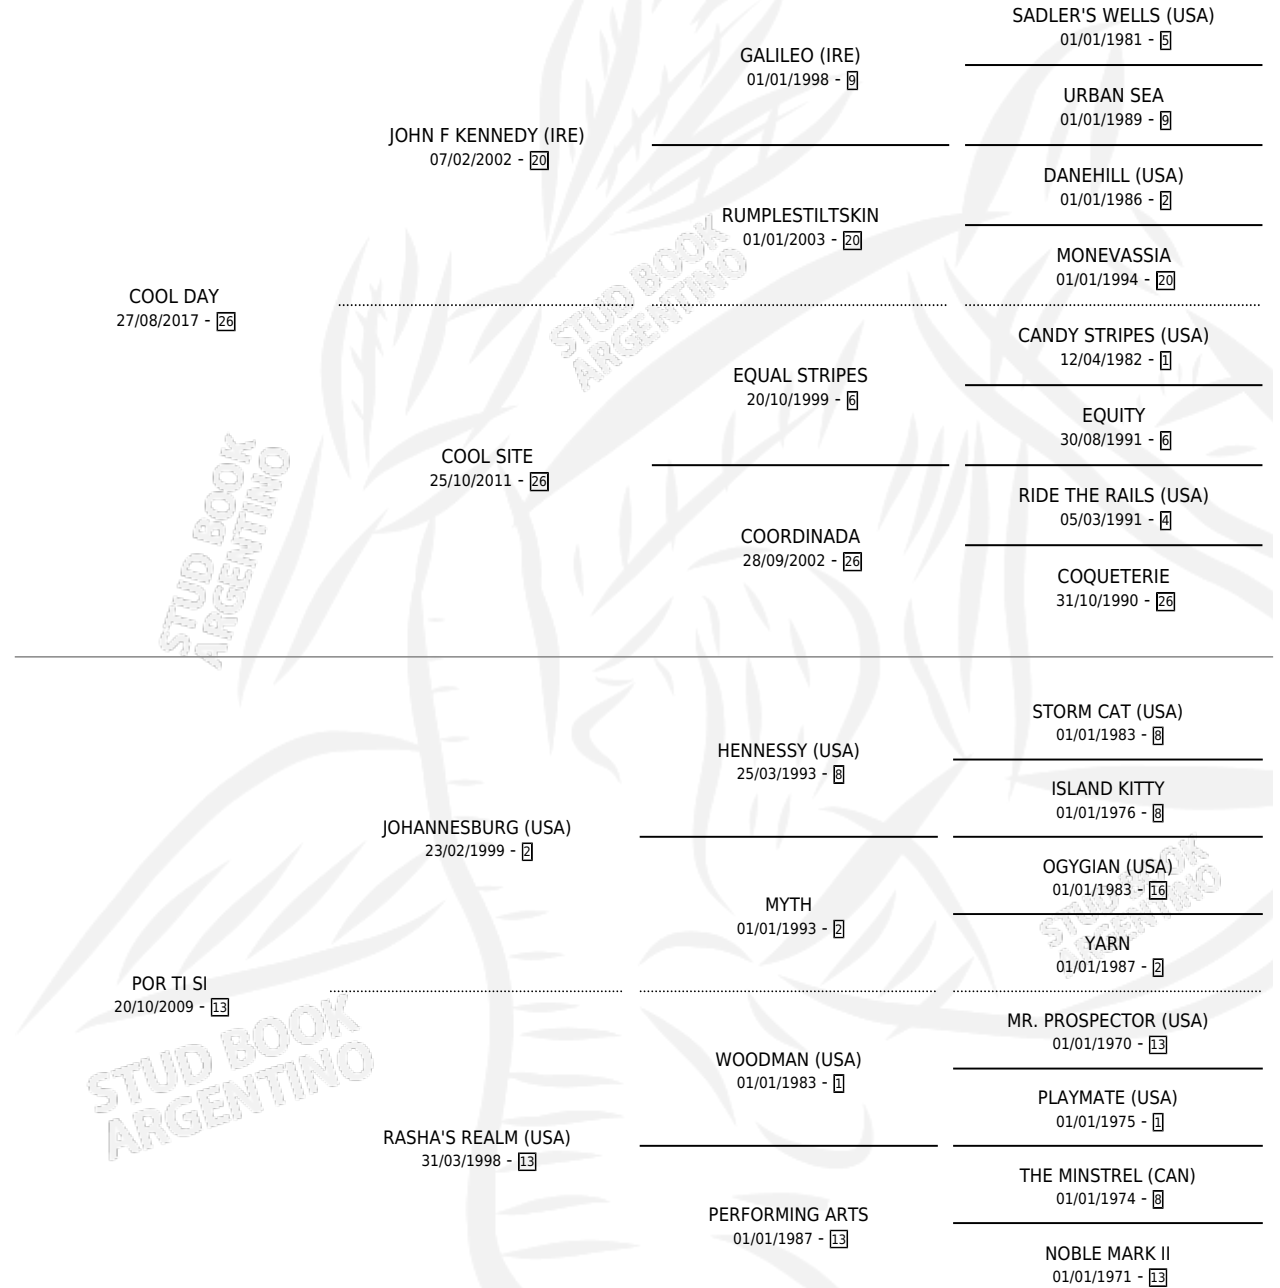 SADLER'S WELLS (USA)
01/01/1981 - 5
GALILEO (IRE)
01/01/1998 - 9
URBAN SEA
01/01/1989 - 9
JOHN F KENNEDY (IRE)
07/02/2002 - 20
DANEHILL (USA)
01/01/1986 - 2
RUMPLESTILTSKIN
01/01/2003 - 20
MONEVASSIA
01/01/1994 - 20
COOL DAY
27/08/2017 - 26
STUD BOOK
ARGENTINO
CANDY STRIPES (USA)
12/04/1982 - 1
EQUAL STRIPES
20/10/1999 - 6
EQUITY
30/08/1991 - 6
COOL SITE
25/10/2011 - 26
RIDE THE RAILS (USA)
05/03/1991 - 4
COORDINADA
28/09/2002 - 26
COQUETERIE
31/10/1990 - 26
STUD BOOK
ARGENTINO
STORM CAT (USA)
01/01/1983 - 8
HENNESSY (USA)
25/03/1993 - 8
ISLAND KITTY
01/01/1976 - 8
JOHANNESBURG (USA)
23/02/1999 - 2
OGYGIAN (USA)
01/01/1983 - 16
MYTH
01/01/1993 - 2
STUD BOOK
ARGENTINO
YARN
01/01/1987 - 2
POR TI SI
20/10/2009 - 13
MR. PROSPECTOR (USA)
01/01/1970 - 13
WOODMAN (USA)
01/01/1983 - 1
PLAYMATE (USA)
01/01/1975 - 1
STUD BOOK
ARGENTINO
RASHA'S REALM (USA)
31/03/1998 - 13
THE MINSTREL (CAN)
01/01/1974 - 8
PERFORMING ARTS
01/01/1987 - 13
NOBLE MARK II
01/01/1971 - 13